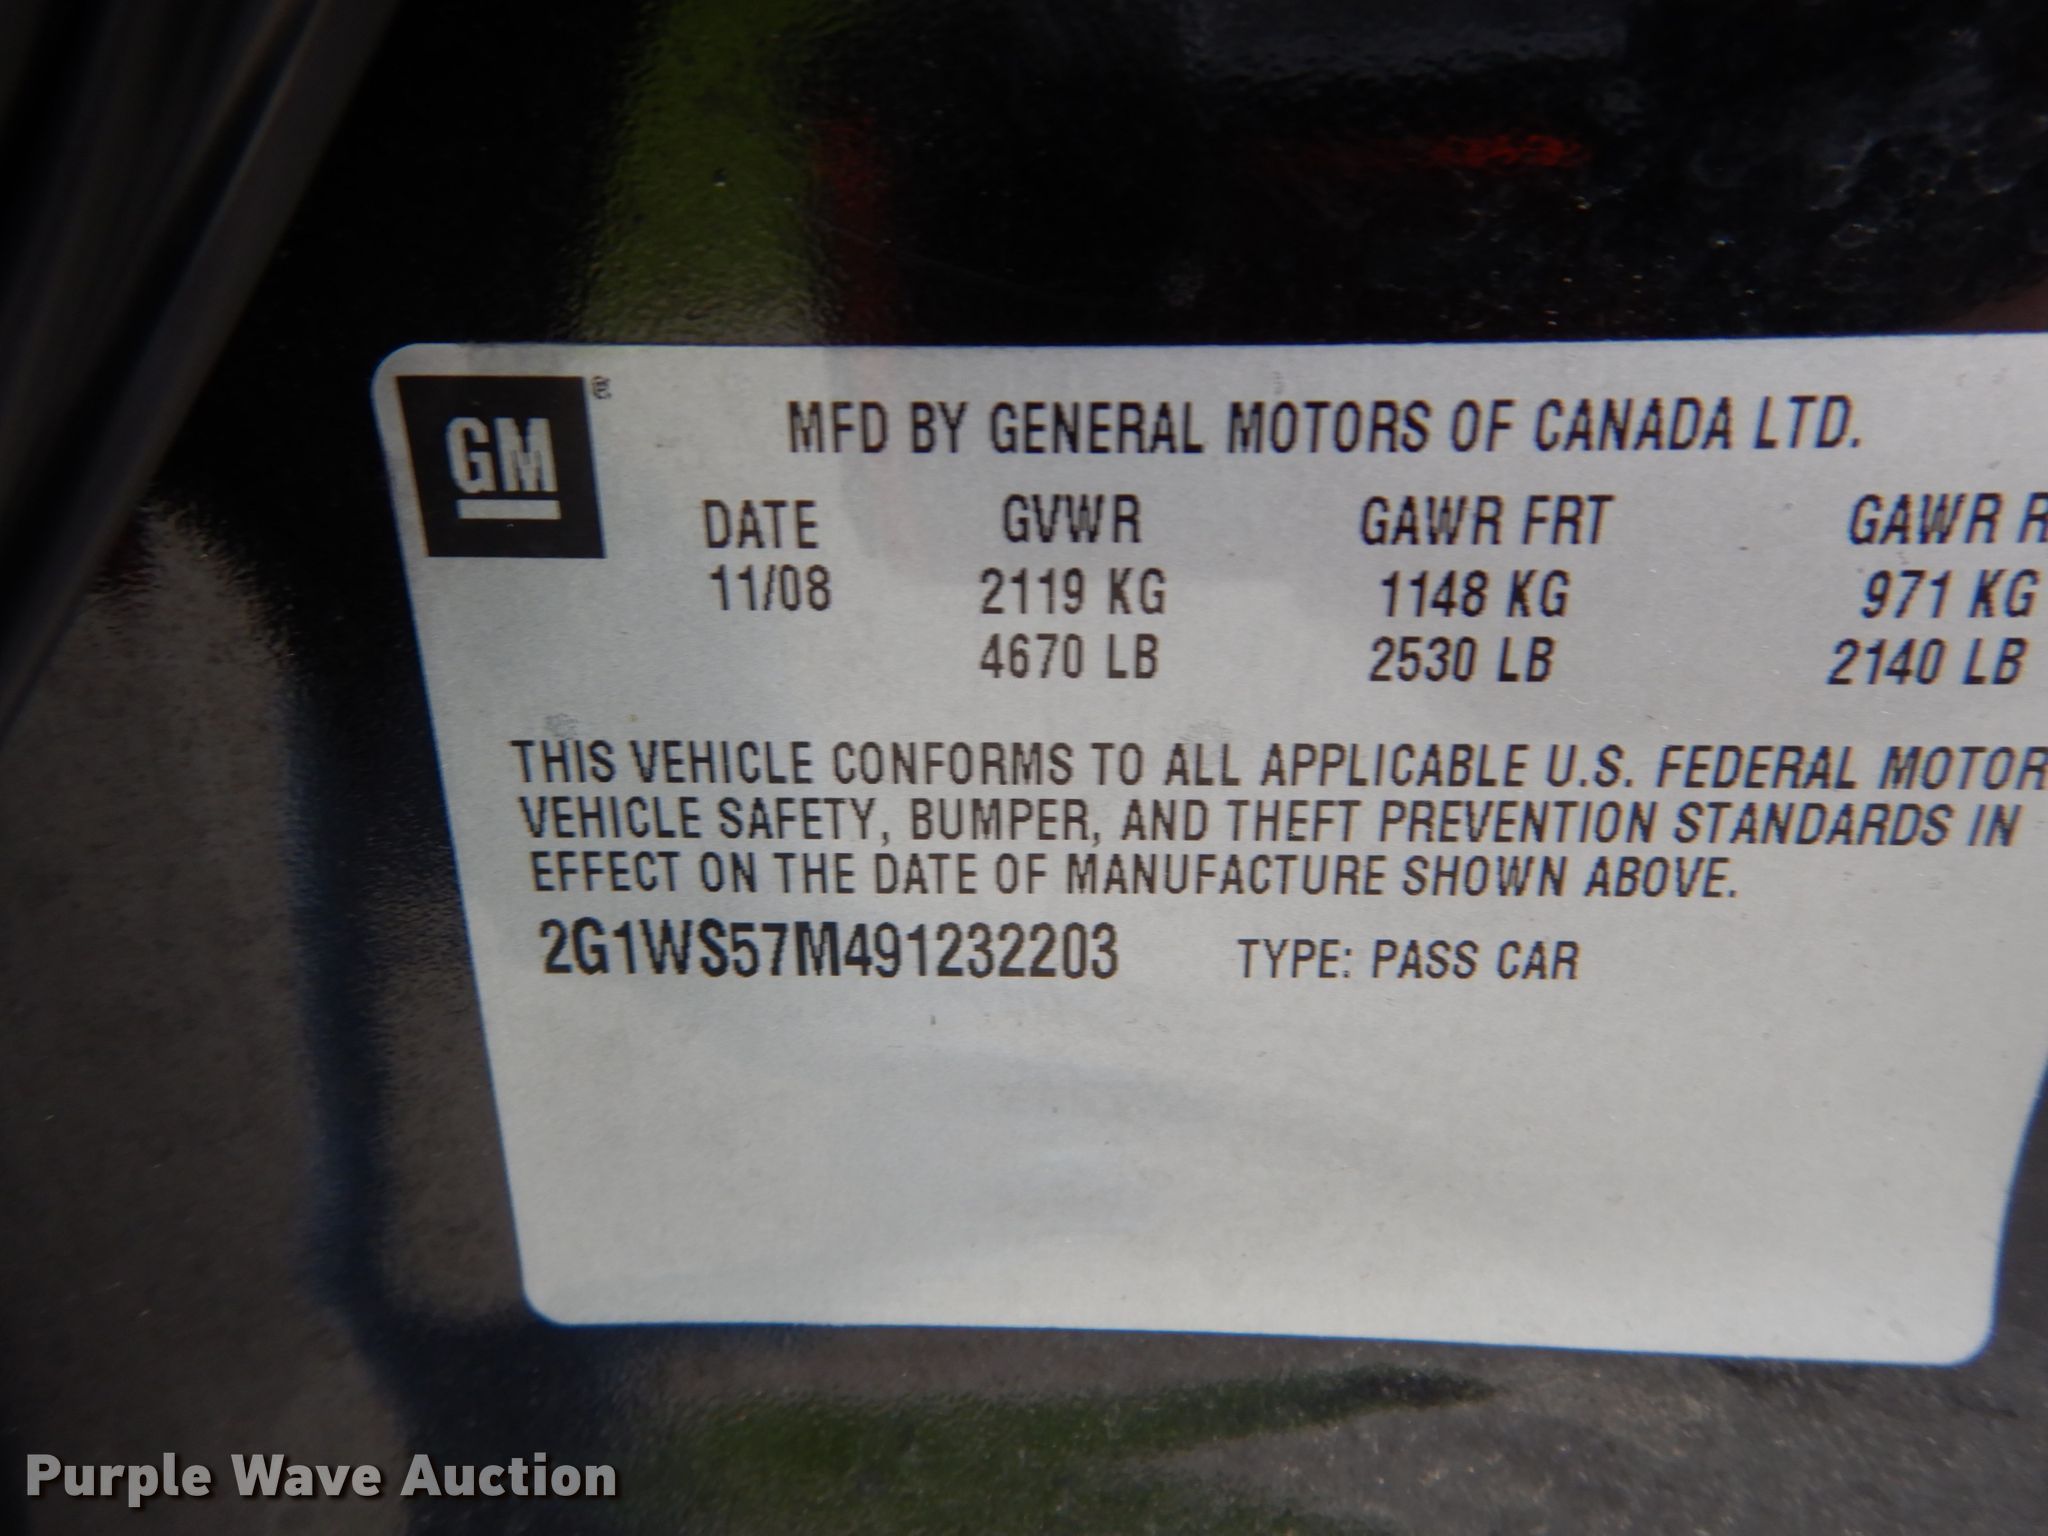 GM ®
MFD BY GENERAL MOTORS OF CANADA LTD.
DATE GVWR GAWR FRT GAWR R
11/08 2119 KG 1148 KG 971 KG
4670 LB 2530 LB 2140 LB
THIS VEHICLE CONFORMS TO ALL APPLICABLE U.S. FEDERAL MOTOR
VEHICLE SAFETY, BUMPER, AND THEFT PREVENTION STANDARDS IN
EFFECT ON THE DATE OF MANUFACTURE SHOWN ABOVE.
2G1WS57M491232203 TYPE: PASS CAR
Purple Wave Auction